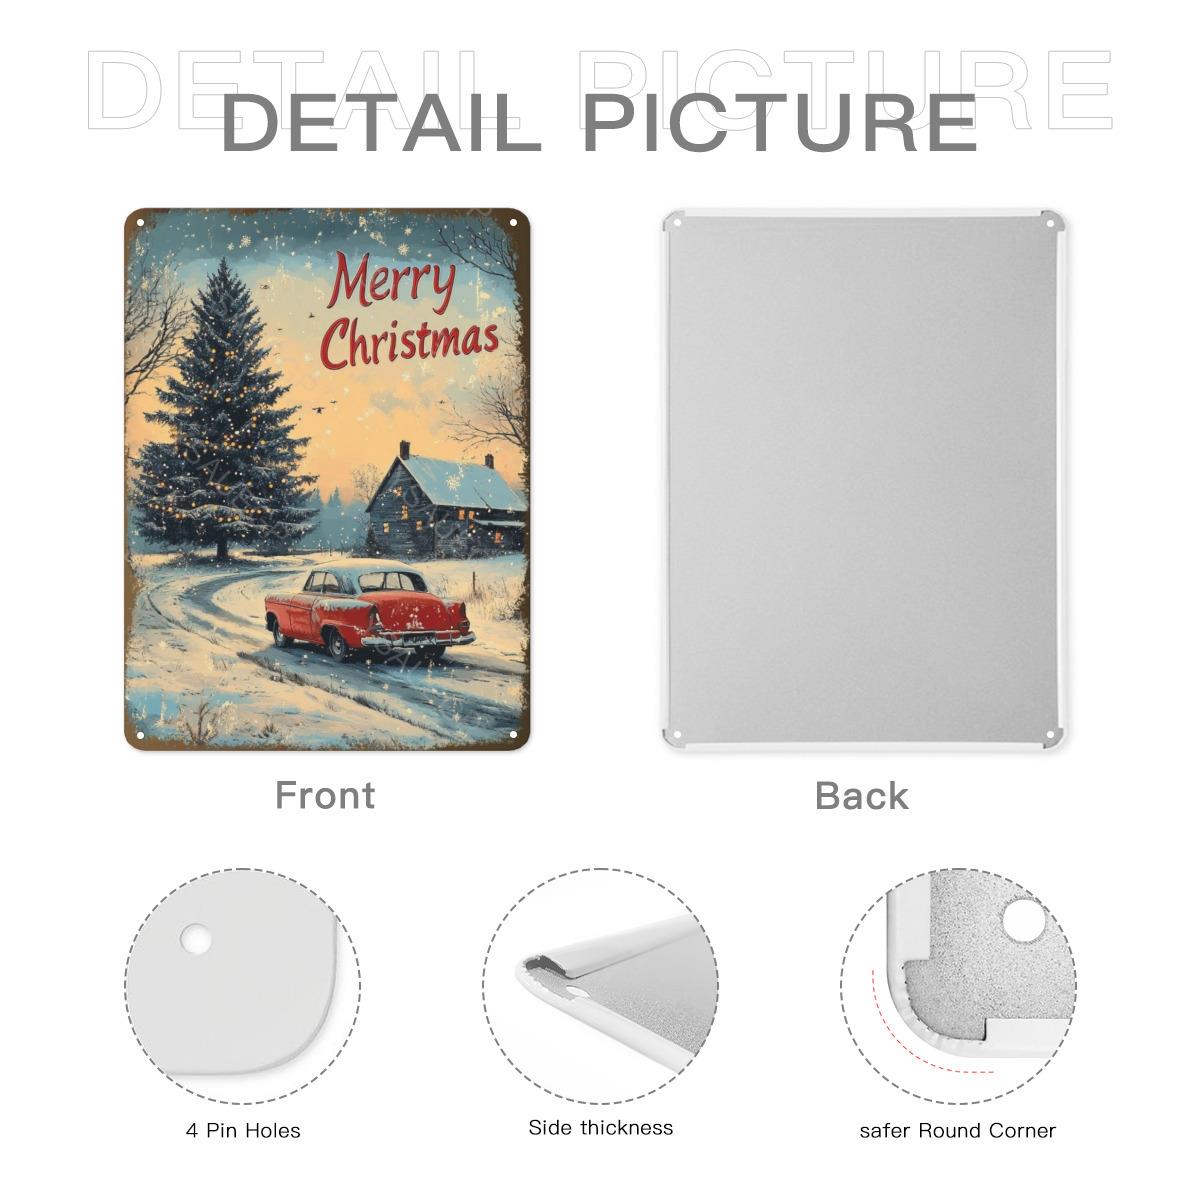 DETAIL PICTURE
DETAIL PICTURE
Merry
Christmas
Front
Back
4 Pin Holes
Side thickness
safer Round Corner